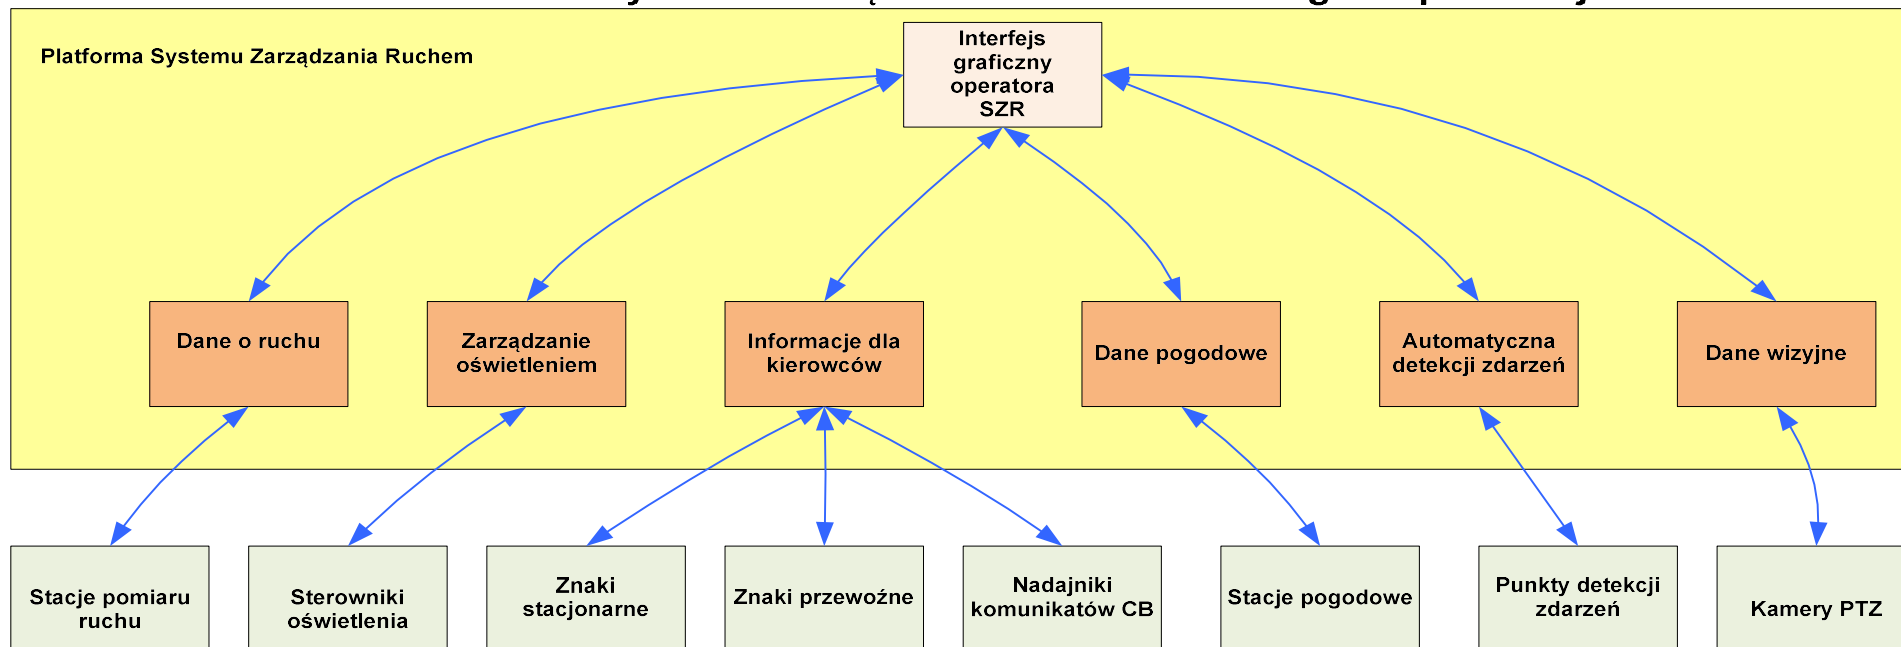 Platforma Systemu Zarządzania Ruchem
Interfejs
graficzny
operatora
SZR
Dane o ruchu
Zarządzanie
oświetleniem
Informacje dla
kierowców
Dane pogodowe
Automatyczna
detekcji zdarzeń
Dane wizyjne
Stacje pomiaru
ruchu
Sterowniki
oświetlenia
Znaki
stacjonarne
Znaki przewoźne
Nadajniki
komunikatów CB
Stacje pogodowe
Punkty detekcji
zdarzeń
Kamery PTZ